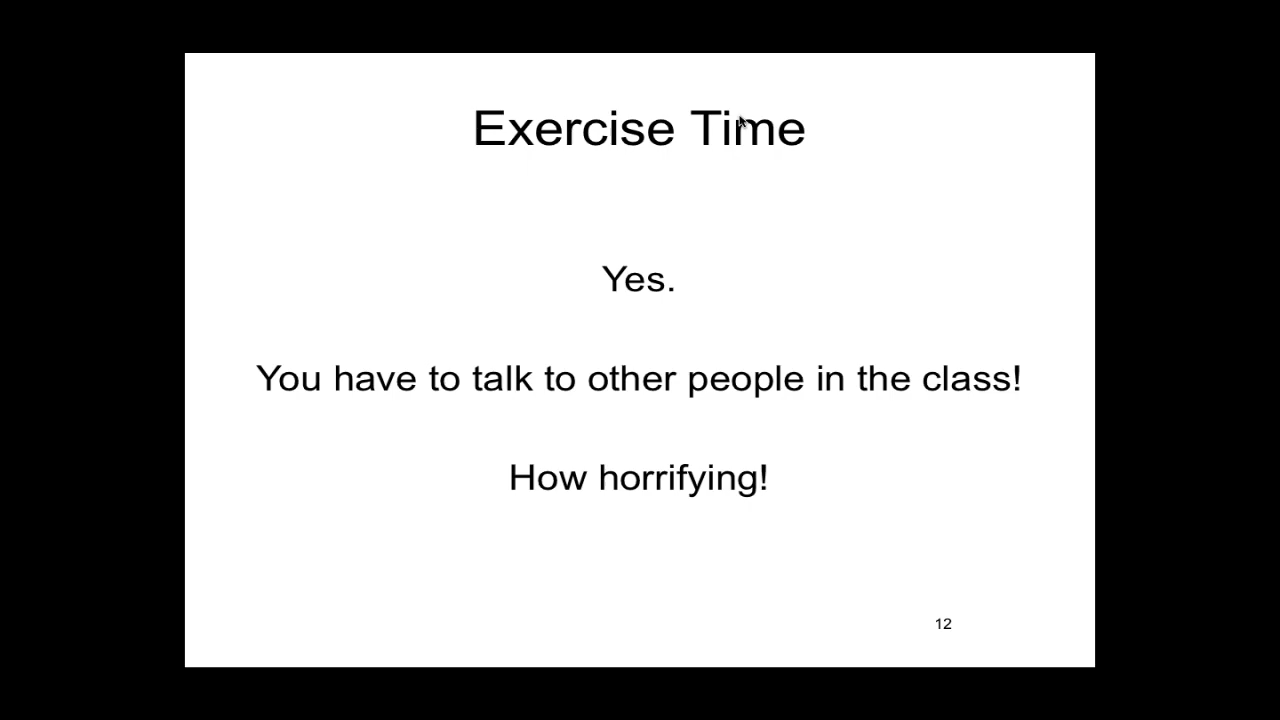 Exercise Time
Yes.
You have to talk to other people in the class!
How horrifying!
12